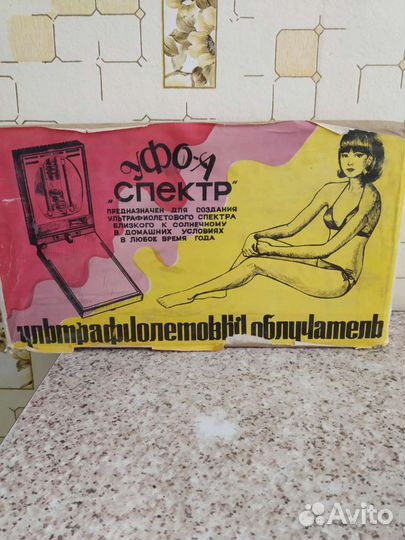 УФО-Я
"СПЕКТР"
ПРЕДНАЗНАЧЕН ДЛЯ СОЗДАНИЯ
УЛЬТРАФИОЛЕТОВОГО СПЕКТРА
БЛИЗКОГО К СОЛНЕЧНОМУ
В ДОМАШНИХ УСЛОВИЯХ
В ЛЮБОЕ ВРЕМЯ ГОДА
ультрафиолетовый облучатель
Avito